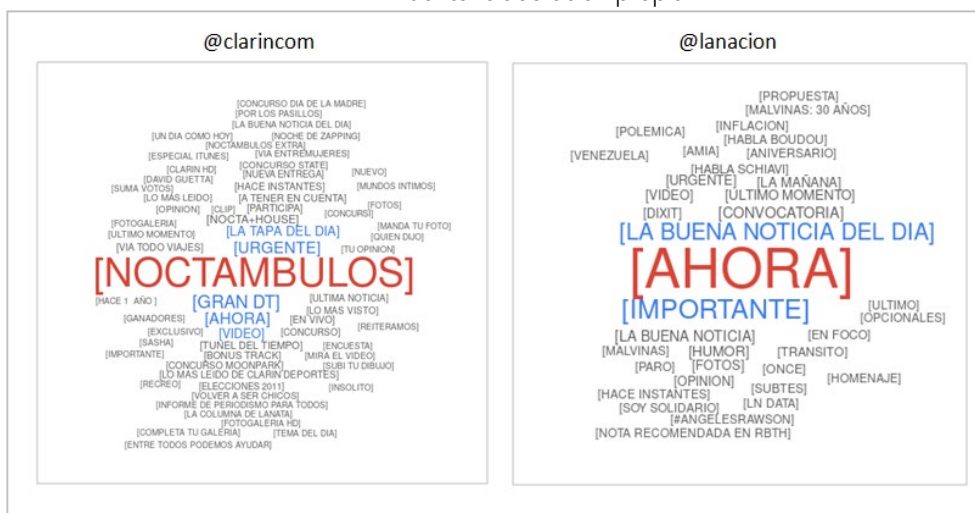 @clarincom
[CONCURSO DIA DE LA MADRE]
[POR LOS PASILLOS]
[LA BUENA NOTICIA DEL DIA]
[UN DIA COMO HOY] [NOCHE DE ZAPPING]
[NOCTAMBULOS EXTRA]
[ESPECIAL ITUNES] [VIA ENTREMUJERES]
[CONCURSO STATE]
[CLARIN HD] [NUEVA ENTREGA] [NUEVO]
[DAVID GUETTA]
[SUMA VOTOS] [HACE INSTANTES] [MUNDOS INTIMOS]
[LO MAS LEIDO] [A TENER EN CUENTA]
[OPINION] [CLIP] [PARTICIPA] [FOTOS]
[NOCTA+HOUSE] [CONCURS!]
[FOTOGALERIA] [MANDA TU FOTO]
[ULTIMO MOMENTO] [LA TAPA DEL DIA] [QUIEN DIJO]
[VIA TODO VIAJES] [URGENTE] [TU OPINION]
[NOCTAMBULOS]
[HACE 1 AÑO ] [GRAN DT] [ULTIMA NOTICIA]
[LO MAS VISTO]
[GANADORES] [AHORA] [EN VIVO]
[EXCLUSIVO] [VIDEO] [CONCURSO] [REITERAMOS]
[SASHA] [TUNEL DEL TIEMPO] [ENCUESTA]
[IMPORTANTE] [BONUS TRACK] [MIRA EL VIDEO]
[CONCURSO MOONPARK] [SUBI TU DIBUJO]
[LO MAS LEIDO DE CLARIN DEPORTES]
[RECREO] [ELECCIONES 2011] [INSOLITO]
[VOLVER A SER CHICOS]
[INFORME DE PERIODISMO PARA TODOS]
[LA COLUMNA DE LANATA]
[FOTOGALERIA HD]
[COMPLETA TU GALERIA] [TEMA DEL DIA]
[ENTRE TODOS PODEMOS AYUDAR]
@lanacion
[PROPUESTA]
[MALVINAS: 30 AÑOS]
[POLEMICA] [INFLACION]
[HABLA BOUDOU]
[VENEZUELA] [AMIA] [ANIVERSARIO]
[HABLA SCHIAVI]
[URGENTE] [LA MAÑANA]
[VIDEO] [ULTIMO MOMENTO]
[DIXIT] [CONVOCATORIA]
[LA BUENA NOTICIA DEL DIA]
[AHORA]
[IMPORTANTE] [ULTIMO]
[OPCIONALES]
[LA BUENA NOTICIA] [EN FOCO]
[MALVINAS] [HUMOR] [TRANSITO]
[PARO] [FOTOS] [ONCE]
[OPINION] [HOMENAJE]
[HACE INSTANTES] [SUBTES]
[SOY SOLIDARIO] [LN DATA]
[#ANGELESRAWSON]
[NOTA RECOMENDADA EN RBTH]